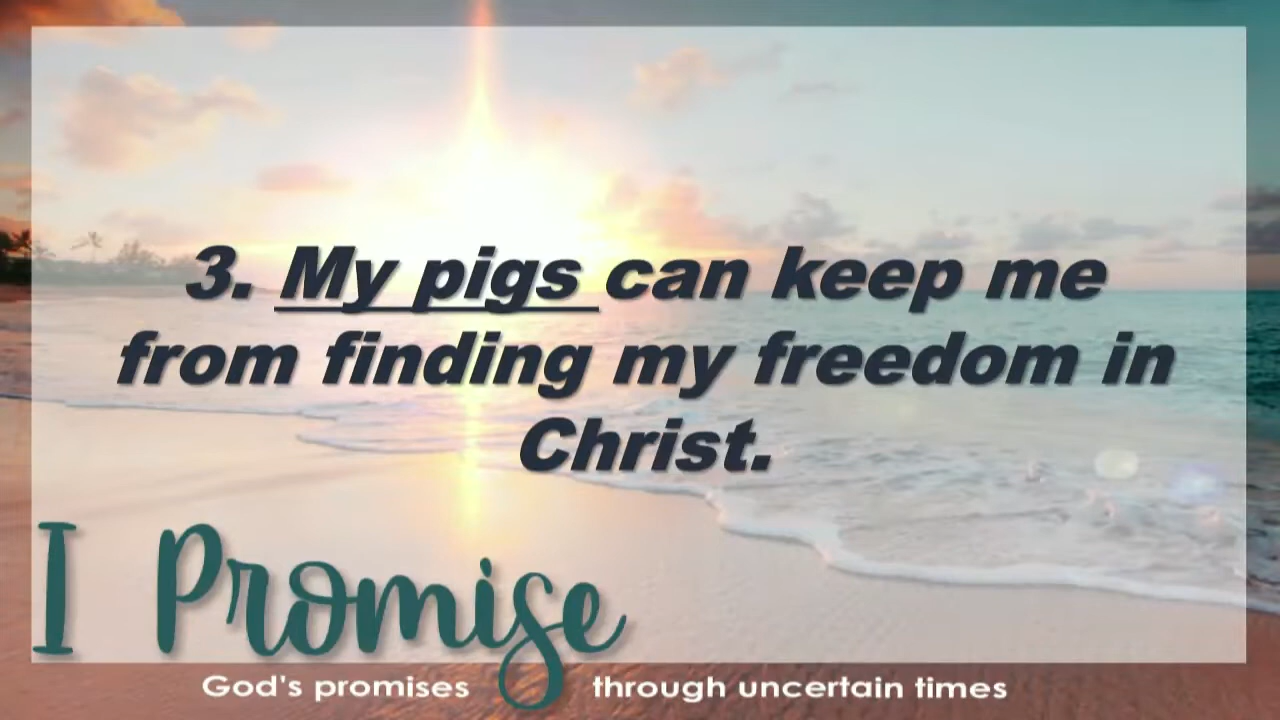 3. My pigs can keep me
from finding my freedom in
Christ.
I Promise
God's promises through uncertain times